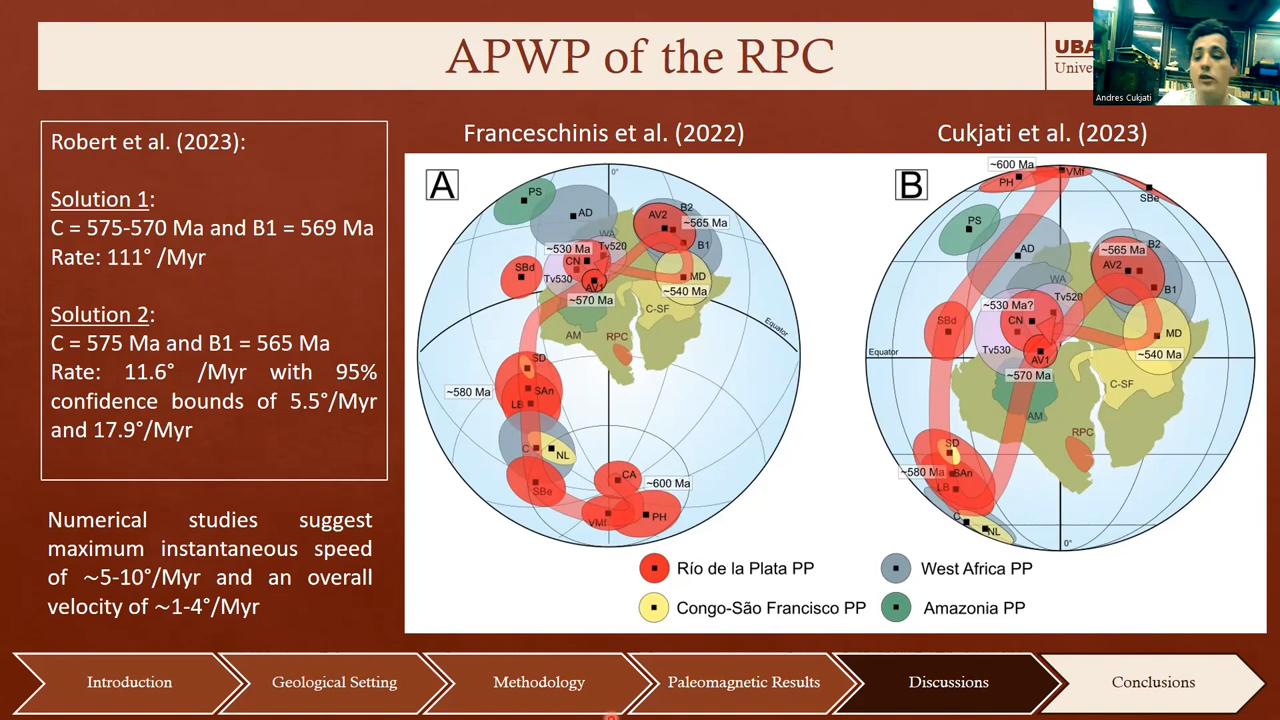 APWP of the RPC
UBA
Unive
Andres Cukjati
Robert et al. (2023):
Solution 1:
C = 575-570 Ma and B1 = 569 Ma
Rate: 111° /Myr
Solution 2:
C = 575 Ma and B1 = 565 Ma
Rate: 11.6° /Myr with 95%
confidence bounds of 5.5°/Myr
and 17.9°/Myr
Numerical studies suggest
maximum instantaneous speed
of ~5-10°/Myr and an overall
velocity of ~1-4°/Myr
Franceschinis et al. (2022)
A
0°
PS
AD
WA
AV2
B2
~565 Ma
B1
~530 Ma
Tv520
CN
SBd
Tv530
AV1
MD
~540 Ma
~570 Ma
C-SF
AM
RPC
Equator
SD
~580 Ma
SAn
LB
C
NL
SBe
CA
~600 Ma
VMf
PH
Cukjati et al. (2023)
B
~600 Ma
PH
VMf
SBe
PS
AD
B2
~565 Ma
AV2
WA
B1
Tv520
~530 Ma?
CN
SBd
MD
Tv530
AV1
~540 Ma
Equator
~570 Ma
C-SF
AM
RPC
SD
~580 Ma
SAn
LB
C
NL
0°
Río de la Plata PP
West Africa PP
Congo-São Francisco PP
Amazonia PP
Introduction
Geological Setting
Methodology
Paleomagnetic Results
Discussions
Conclusions